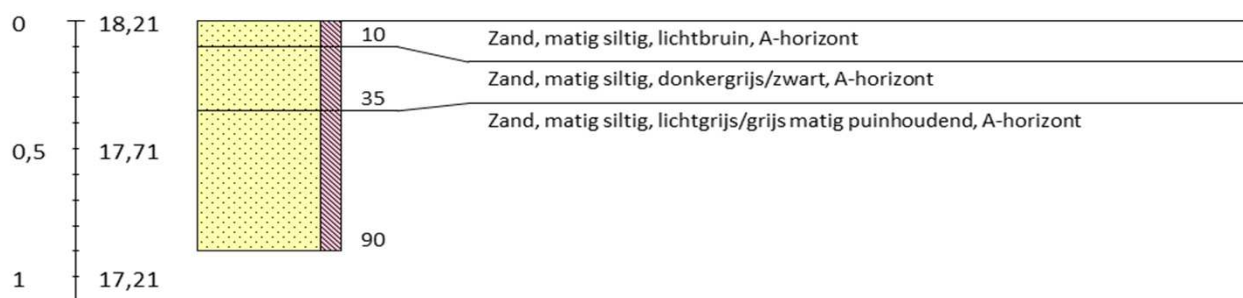 0 18,21
10 Zand, matig siltig, lichtbruin, A-horizont
Zand, matig siltig, donkergrijs/zwart, A-horizont
35
Zand, matig siltig, lichtgrijs/grijs matig puinhoudend, A-horizont
0,5 17,71
90
1 17,21